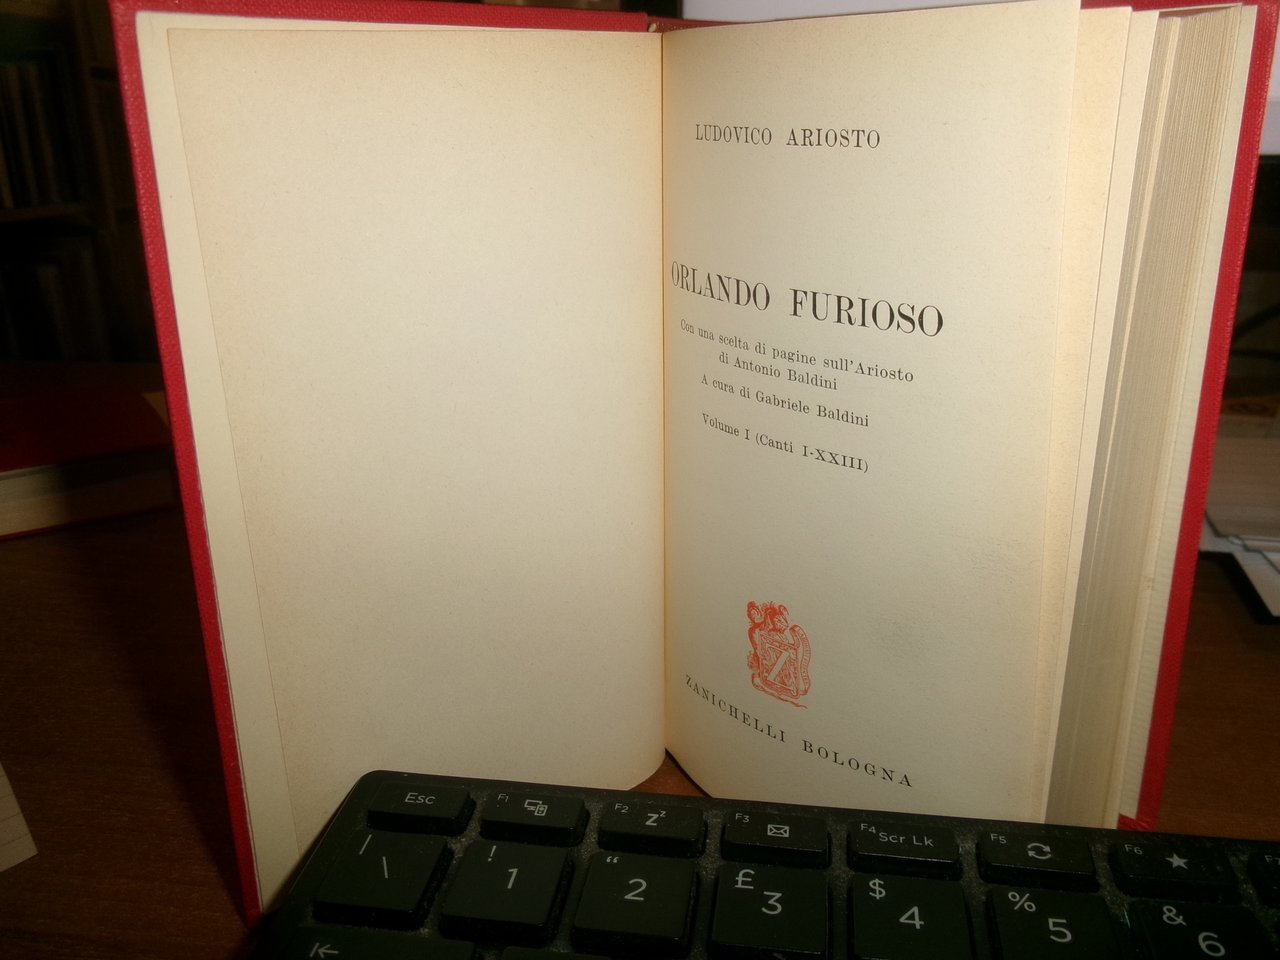 LUDOVICO ARIOSTO
ORLANDO FURIOSO
Con una scelta di pagine sull'Ariosto
di Antonio Baldini
A cura di Gabriele Baldini
Volume I (Canti I-XXIII)
Z
ZANICHELLI BOLOGNA
Esc F1 F2 Zz F3 F4 Scr Lk F5 F6
| \ ! 1 " 2 £ 3 $ 4 % 5 & 6